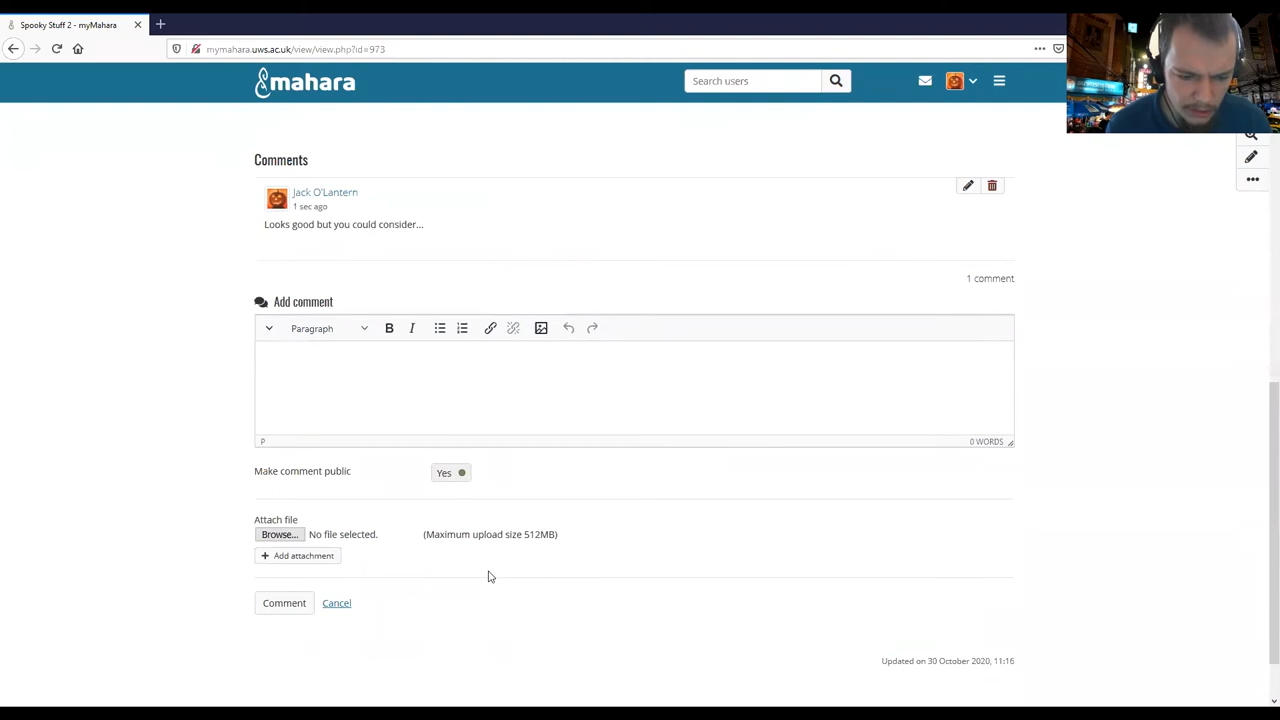 Spooky Stuff 2 - myMahara
mymahara.uws.ac.uk/view/view.php?id=973
mahara
Search users
Comments
Jack O'Lantern
1 sec ago
Looks good but you could consider...
1 comment
Add comment
Paragraph
B I
P
0 WORDS
Make comment public
Yes
Attach file
Browse... No file selected. (Maximum upload size 512MB)
+ Add attachment
Comment Cancel
Updated on 30 October 2020, 11:16